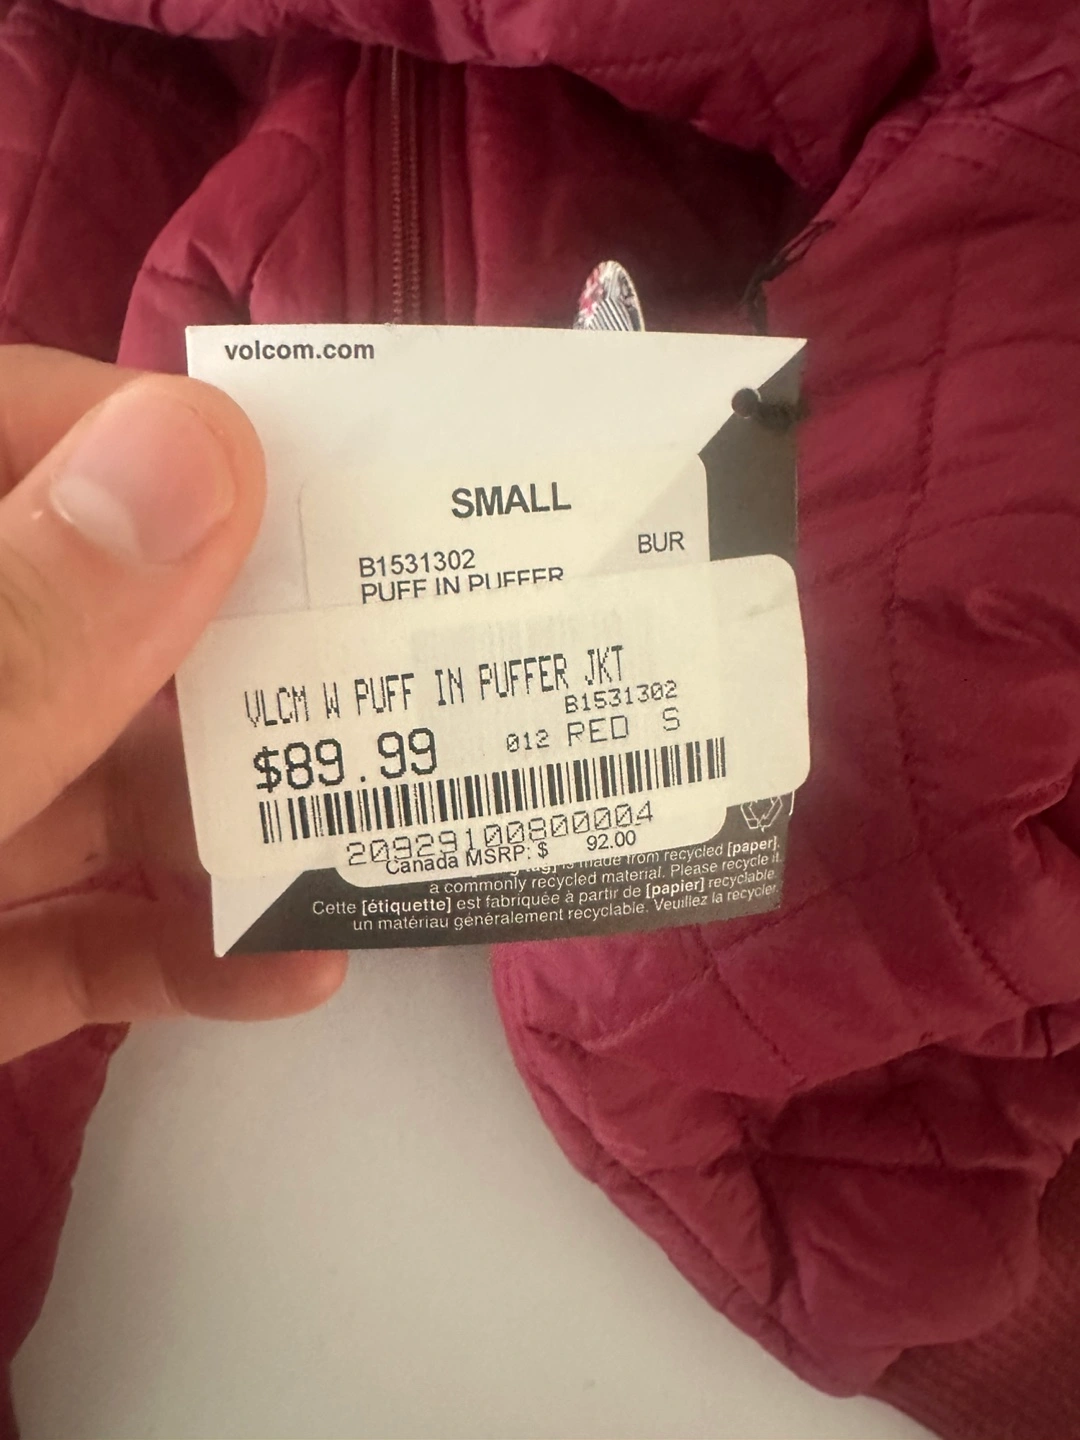 volcom.com
SMALL
B1531302 BUR
PUFF IN PUFFER
VLCM W PUFF IN PUFFER JKT
B1531302
$89.99 012 RED S
209291008000004
Canada MSRP: $ 92.00
is made from recycled [paper].
a commonly recycled material. Please recycle it.
Cette [étiquette] est fabriquée à partir de [papier] recyclable.
un matériau généralement recyclable. Veuillez la recycler.